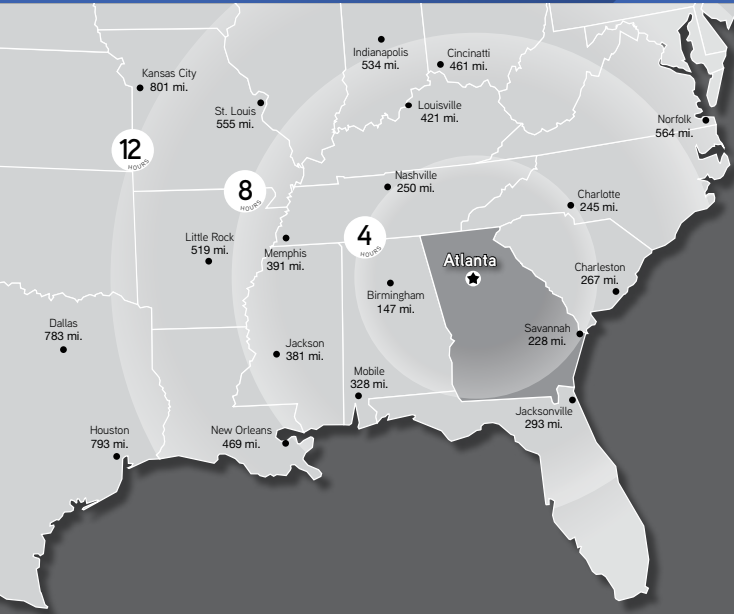 Indianapolis
534 mi.
Cincinatti
461 mi.
Kansas City
801 mi.
St. Louis
555 mi.
Louisville
421 mi.
Norfolk
564 mi.
12
HOURS
8
HOURS
Nashville
250 mi.
Charlotte
245 mi.
4
HOURS
Little Rock
519 mi.
Memphis
391 mi.
Atlanta
Birmingham
147 mi.
Charleston
267 mi.
Dallas
783 mi.
Jackson
381 mi.
Savannah
228 mi.
Mobile
328 mi.
Jacksonville
293 mi.
Houston
793 mi.
New Orleans
469 mi.